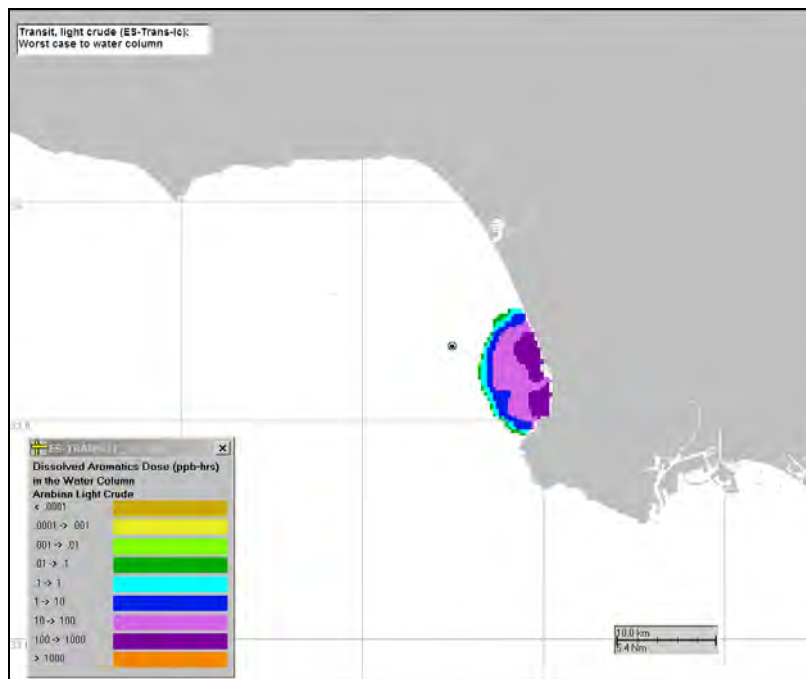 Transit, light crude (ES-Trans-lc):
Worst case to water column
Dissolved Aromatics Dose (ppb-hrs)
in the Water Column
Arabian Light Crude
< .0001
.0001 -> .001
.001 -> .01
.01 -> .1
.1 -> 1
1 -> 10
10 -> 100
100 -> 1000
> 1000
10.0 km
5.4 Nm